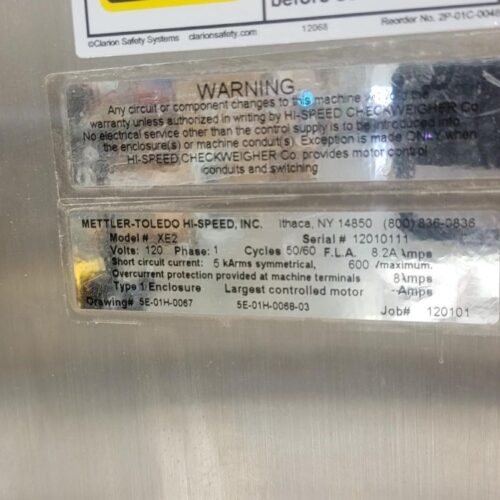 before
©Clarion Safety Systems clarionsafety.com 12068 Reorder No. 2P-01C-0048
WARNING
Any circuit or component changes to this machine the
warranty unless authorized in writing by HI-SPEED CHECKWEIGHER Co
No electrical service other than the control supply is to be introduced into
the enclosure(s) or machine conduit(s). Exception is made ONLY when
HI-SPEED CHECKWEIGHER Co. provides motor control
conduits and switching
METTLER-TOLEDO HI-SPEED, INC. Ithaca, NY 14850 (800) 836-0836
Model # XE2 Serial # 12010111
Volts: 120 Phase: 1 Cycles 50/60 F.L.A. 8.2A Amps
Short circuit current: 5 kArms symmetrical, 600 /maximum.
Overcurrent protection provided at machine terminals 8Amps
Type 1 Enclosure Largest controlled motor -Amps
Drawing# 5E-01H-0067 5E-01H-0068-03 Job# 120101